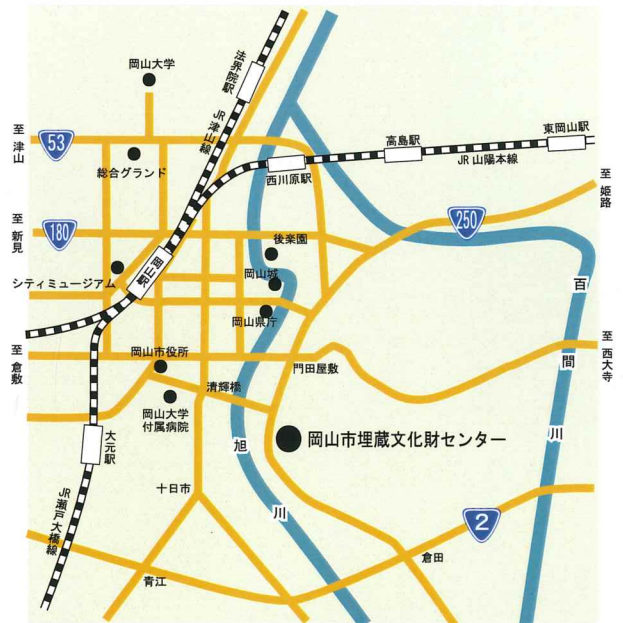 岡山大学
法界院駅
JR津山線
至津山
53
総合グランド
高島駅
東岡山駅
JR山陽本線
西川原駅
至姫路
至新見
180
250
後楽園
岡山駅
シティミュージアム
岡山城
百間川
岡山県庁
至倉敷
岡山市役所
門田屋敷
至西大寺
清輝橋
岡山大学
付属病院
大元駅
旭川
岡山市埋蔵文化財センター
十日市
JR瀬戸大橋線
2
倉田
青江